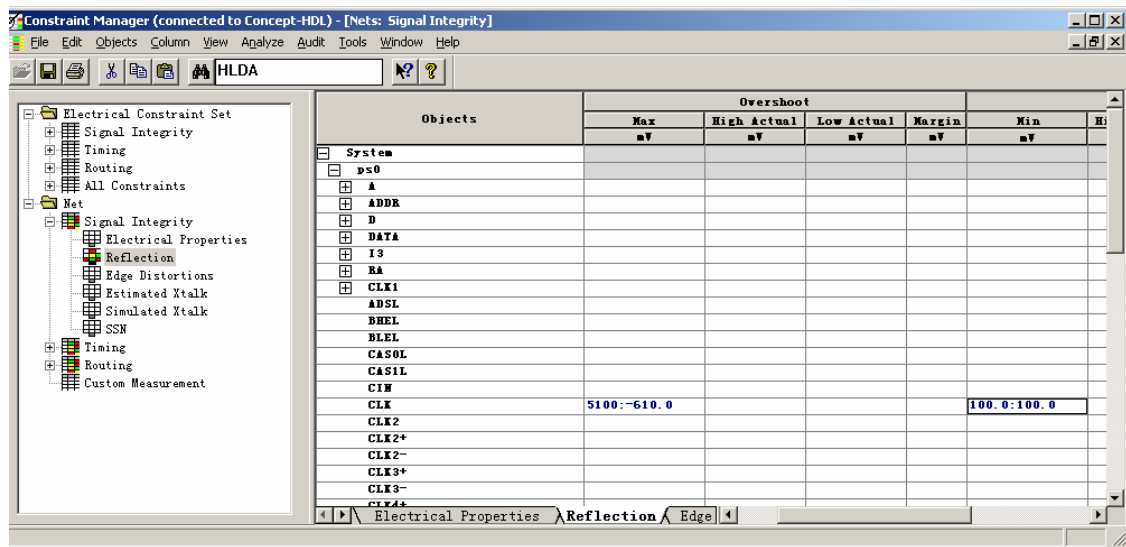 Constraint Manager (connected to Concept-HDL) - [Nets: Signal Integrity]
File Edit Objects Column View Analyze Audit Tools Window Help
HLDA
Electrical Constraint Set
Signal Integrity
Timing
Routing
All Constraints
Net
Signal Integrity
Electrical Properties
Reflection
Edge Distortions
Estimated Xtalk
Simulated Xtalk
SSN
Timing
Routing
Custom Measurement
Objects Overshoot
Max High Actual Low Actual Margin Min Hi
mV mV mV mV mV
System
ps0
A
ADDR
D
DATA
I3
RA
CLK1
ADSL
BHEL
BLEL
CAS0L
CAS1L
CIN
CLK 5100:-610.0 100.0:100.0
CLK2
CLK2+
CLK2-
CLK3+
CLK3-
CLK4+
Electrical Properties Reflection Edge